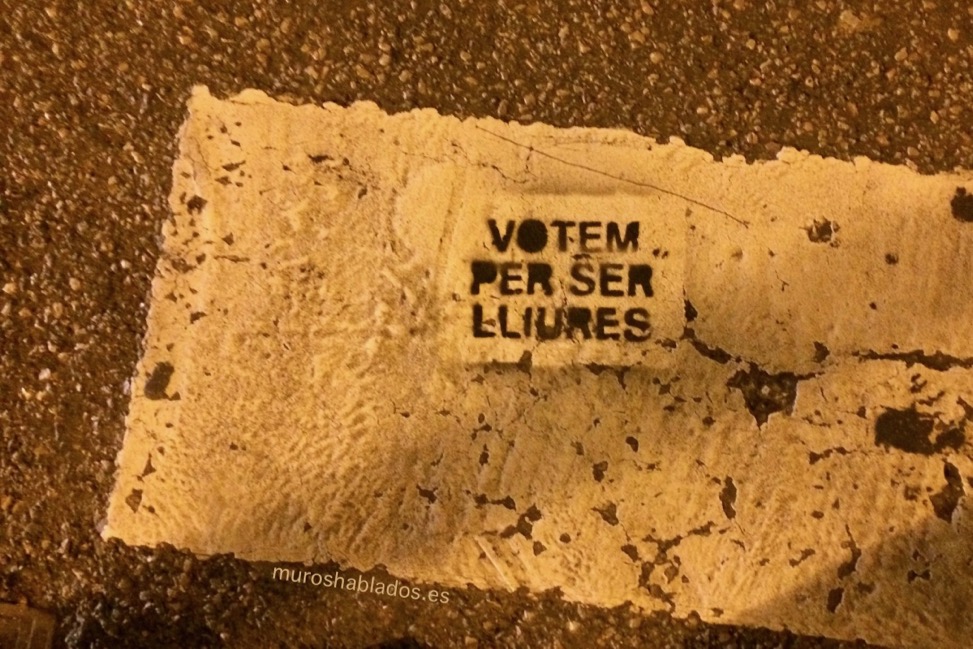 VOTEM
PER SER
LLIURES
muroshablados.es